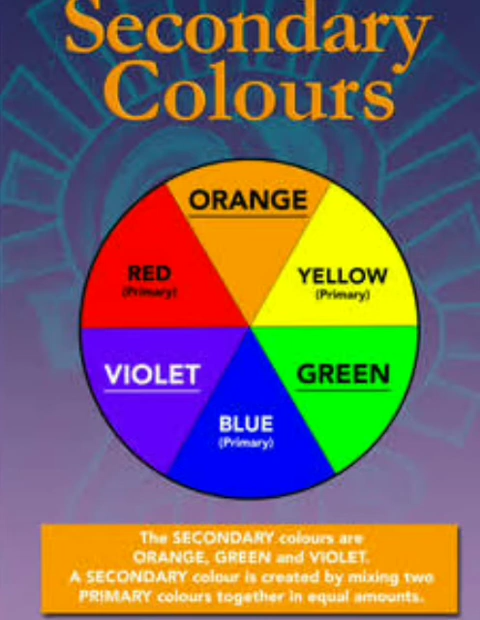 Secondary
Colours
ORANGE
RED
(Primary)
YELLOW
(Primary)
VIOLET
GREEN
BLUE
(Primary)
The SECONDARY colours are
ORANGE, GREEN and VIOLET.
A SECONDARY colour is created by mixing two
PRIMARY colours together in equal amounts.